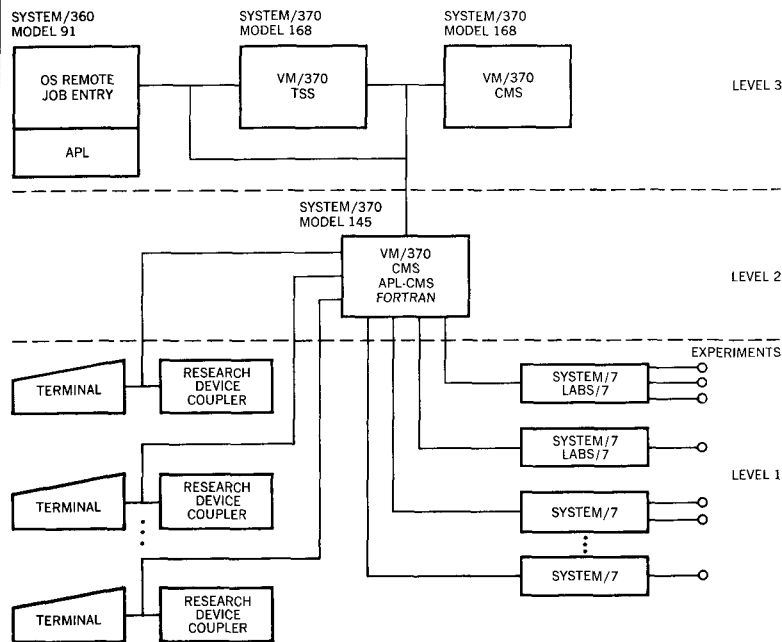 SYSTEM/360
MODEL 91
SYSTEM/370
MODEL 168
SYSTEM/370
MODEL 168
OS REMOTE
JOB ENTRY
APL
VM/370
TSS
VM/370
CMS
LEVEL 3
SYSTEM/370
MODEL 145
VM/370
CMS
APL-CMS
FORTRAN
LEVEL 2
EXPERIMENTS
TERMINAL
RESEARCH
DEVICE
COUPLER
SYSTEM/7
LABS/7
SYSTEM/7
LABS/7
LEVEL 1
TERMINAL
RESEARCH
DEVICE
COUPLER
SYSTEM/7
SYSTEM/7
TERMINAL
RESEARCH
DEVICE
COUPLER